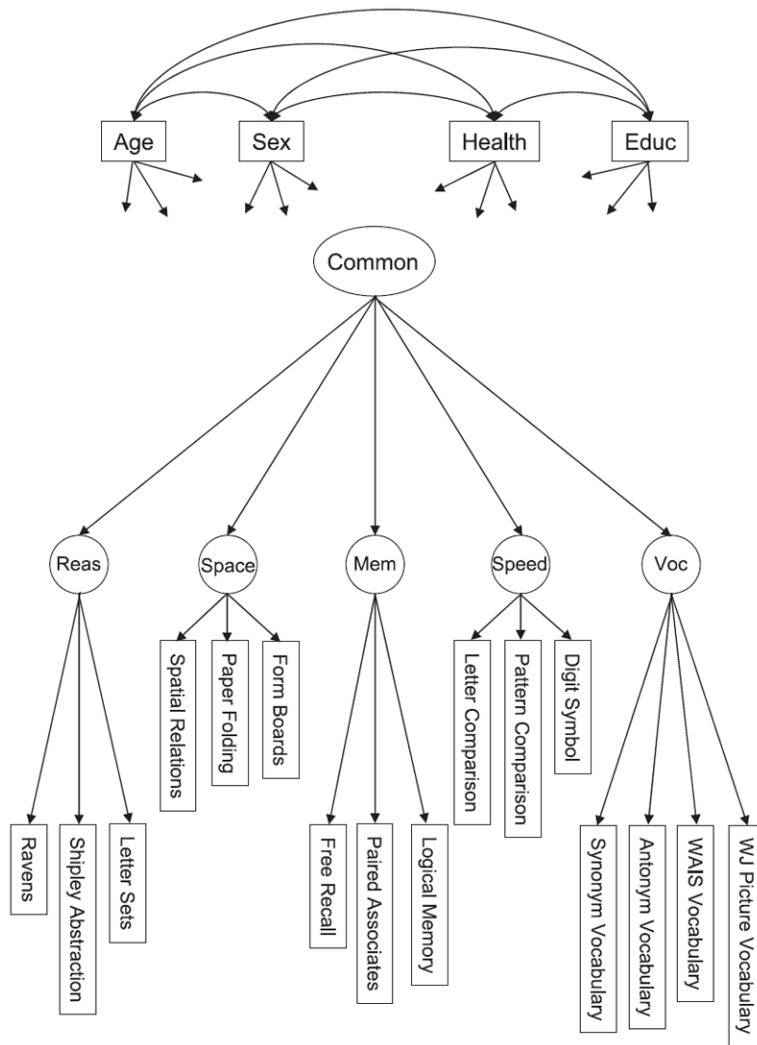 Age
Sex
Health
Educ
Common
Reas
Space
Mem
Speed
Voc
Spatial Relations
Paper Folding
Form Boards
Letter Comparison
Pattern Comparison
Digit Symbol
Ravens
Shipley Abstraction
Letter Sets
Free Recall
Paired Associates
Logical Memory
Synonym Vocabulary
Antonym Vocabulary
WAIS Vocabulary
WJ Picture Vocabulary